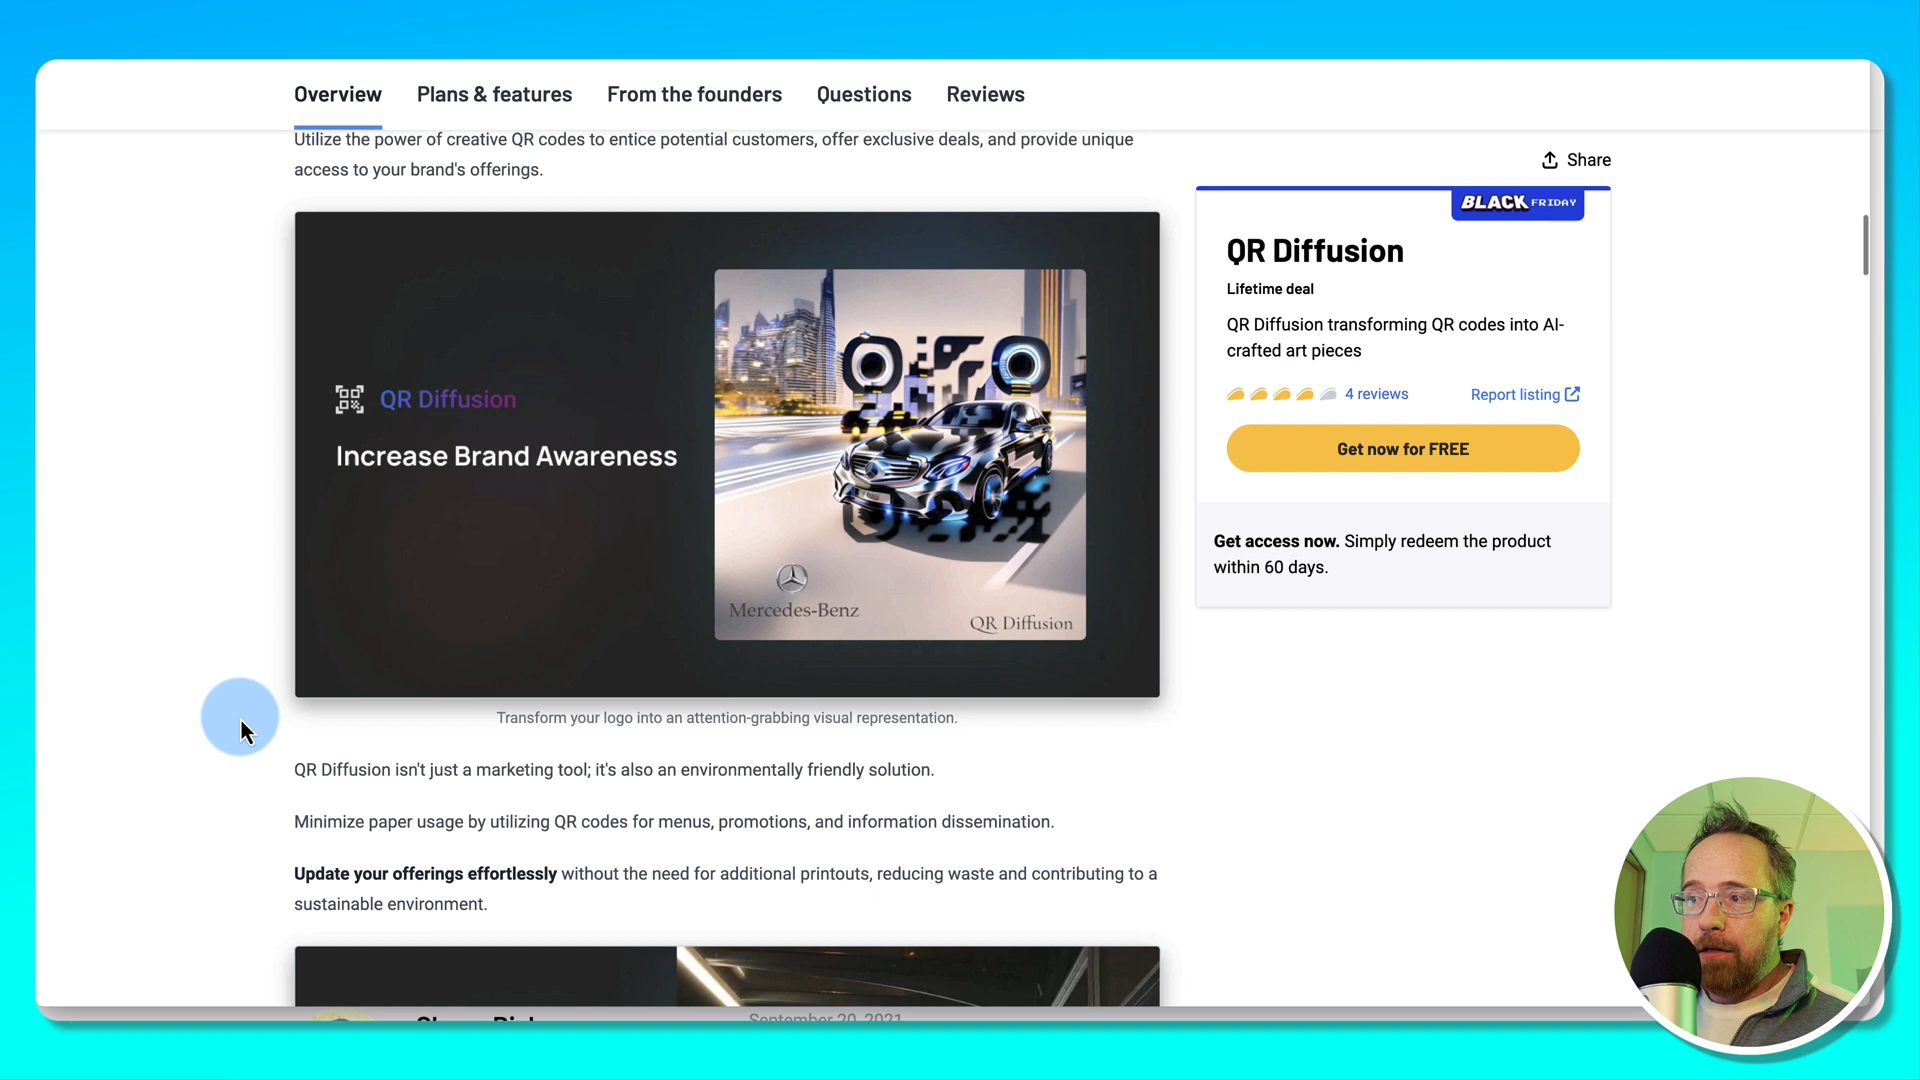 Overview Plans & features From the founders Questions Reviews
Utilize the power of creative QR codes to entice potential customers, offer exclusive deals, and provide unique
access to your brand's offerings.
Share
BLACK FRIDAY
QR Diffusion
Lifetime deal
QR Diffusion transforming QR codes into AI-
crafted art pieces
4 reviews Report listing
Get now for FREE
Get access now. Simply redeem the product
within 60 days.
QR Diffusion
Increase Brand Awareness
Mercedes-Benz
QR Diffusion
Transform your logo into an attention-grabbing visual representation.
QR Diffusion isn't just a marketing tool; it's also an environmentally friendly solution.
Minimize paper usage by utilizing QR codes for menus, promotions, and information dissemination.
Update your offerings effortlessly without the need for additional printouts, reducing waste and contributing to a
sustainable environment.
September 20, 2021